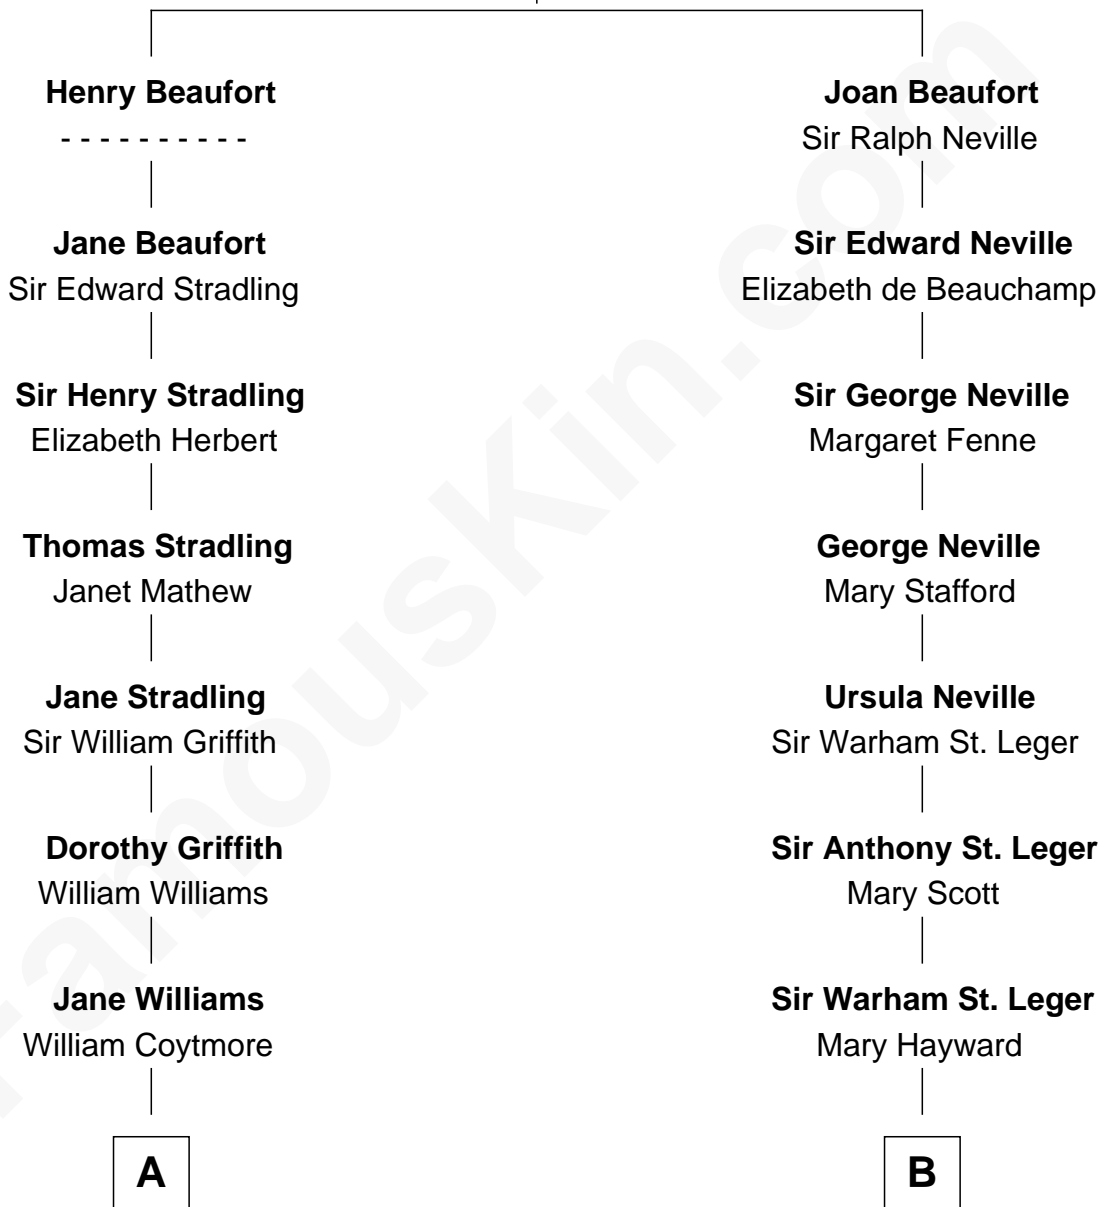 Henry Beaufort
- - - - - - - - - -
Jane Beaufort
Sir Edward Stradling
Sir Henry Stradling
Elizabeth Herbert
Thomas Stradling
Janet Mathew
Jane Stradling
Sir William Griffith
Dorothy Griffith
William Williams
Jane Williams
William Coytmore
A
Joan Beaufort
Sir Ralph Neville
Sir Edward Neville
Elizabeth de Beauchamp
Sir George Neville
Margaret Fenne
George Neville
Mary Stafford
Ursula Neville
Sir Warham St. Leger
Sir Anthony St. Leger
Mary Scott
Sir Warham St. Leger
Mary Hayward
B
FamousKin.com